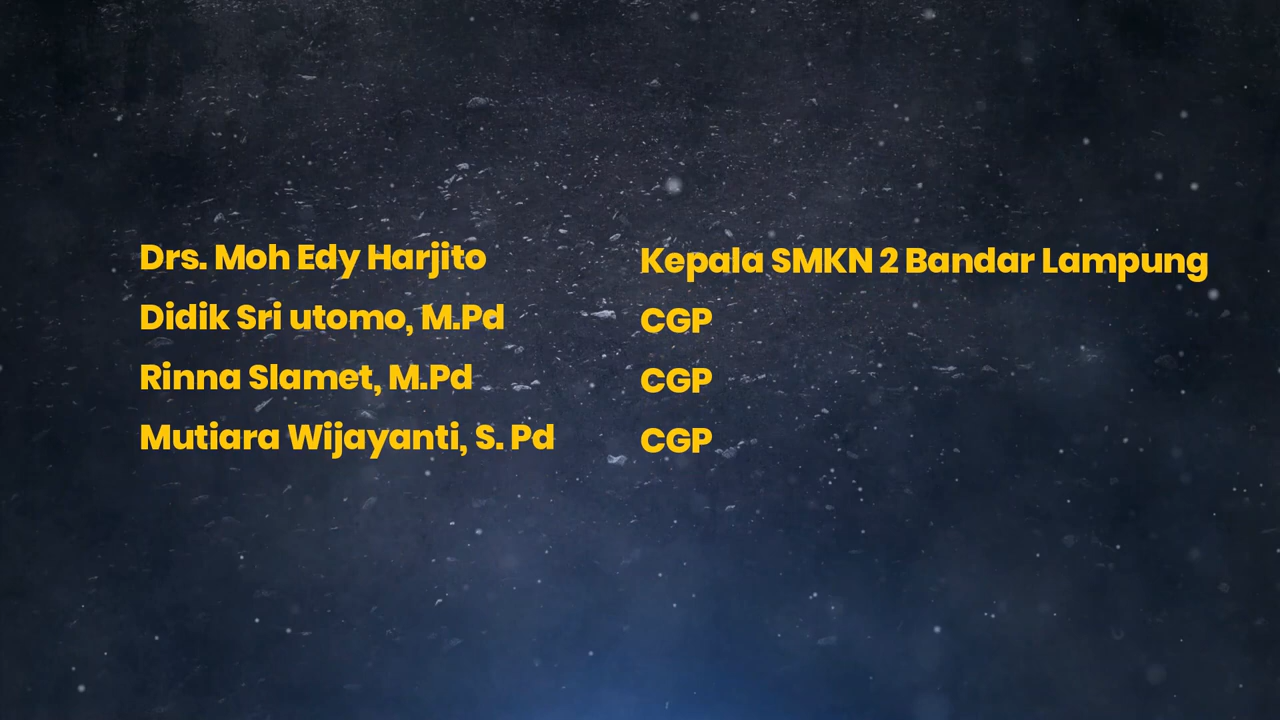 Drs. Moh Edy Harjito Kepala SMKN 2 Bandar Lampung
Didik Sri utomo, M.Pd CGP
Rinna Slamet, M.Pd CGP
Mutiara Wijayanti, S. Pd CGP